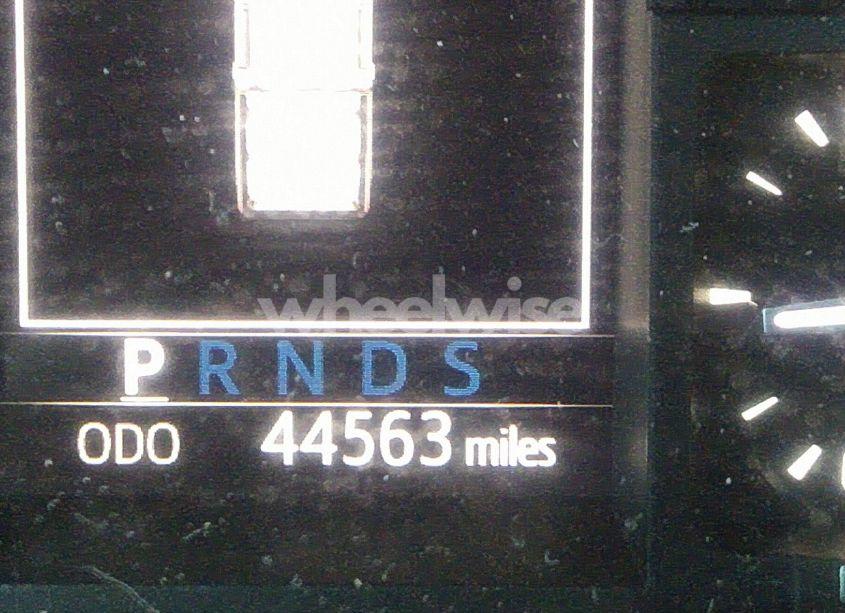 wheelwise
P R N D S
ODO 44563 miles